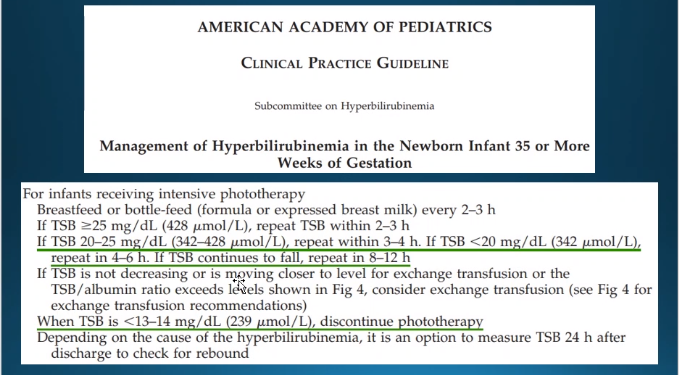 AMERICAN ACADEMY OF PEDIATRICS
CLINICAL PRACTICE GUIDELINE
Subcommittee on Hyperbilirubinemia
Management of Hyperbilirubinemia in the Newborn Infant 35 or More
Weeks of Gestation
For infants receiving intensive phototherapy
Breastfeed or bottle-feed (formula or expressed breast milk) every 2–3 h
If TSB ≥25 mg/dL (428 μmol/L), repeat TSB within 2–3 h
If TSB 20–25 mg/dL (342–428 μmol/L), repeat within 3–4 h. If TSB <20 mg/dL (342 μmol/L),
repeat in 4–6 h. If TSB continues to fall, repeat in 8–12 h
If TSB is not decreasing or is moving closer to level for exchange transfusion or the
TSB/albumin ratio exceeds levels shown in Fig 4, consider exchange transfusion (see Fig 4 for
exchange transfusion recommendations)
When TSB is <13–14 mg/dL (239 μmol/L), discontinue phototherapy
Depending on the cause of the hyperbilirubinemia, it is an option to measure TSB 24 h after
discharge to check for rebound